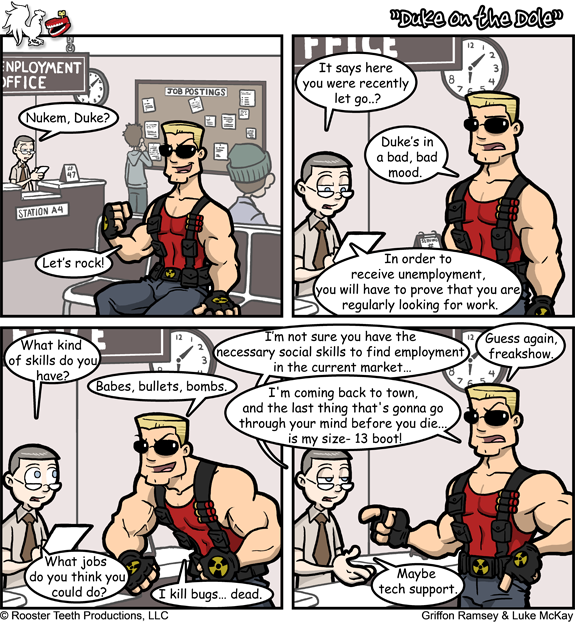 "Duke on the Dole"
ENPLOYMENT
OFFICE
JOB POSTINGS
Nukem, Duke?
47
STATION A4
Let's rock!
FFICE
It says here
you were recently
let go..?
Duke's in
a bad, bad
mood.
In order to
receive unemployment,
you will have to prove that you are
regularly looking for work.
What kind
of skills do you
have?
Babes, bullets, bombs.
What jobs
do you think you
could do?
I kill bugs... dead.
I'm not sure you have the
necessary social skills to find employment
in the current market...
Guess again,
freakshow.
I'm coming back to town,
and the last thing that's gonna go
through your mind before you die...
is my size- 13 boot!
Maybe
tech support.
© Rooster Teeth Productions, LLC
Griffon Ramsey & Luke McKay